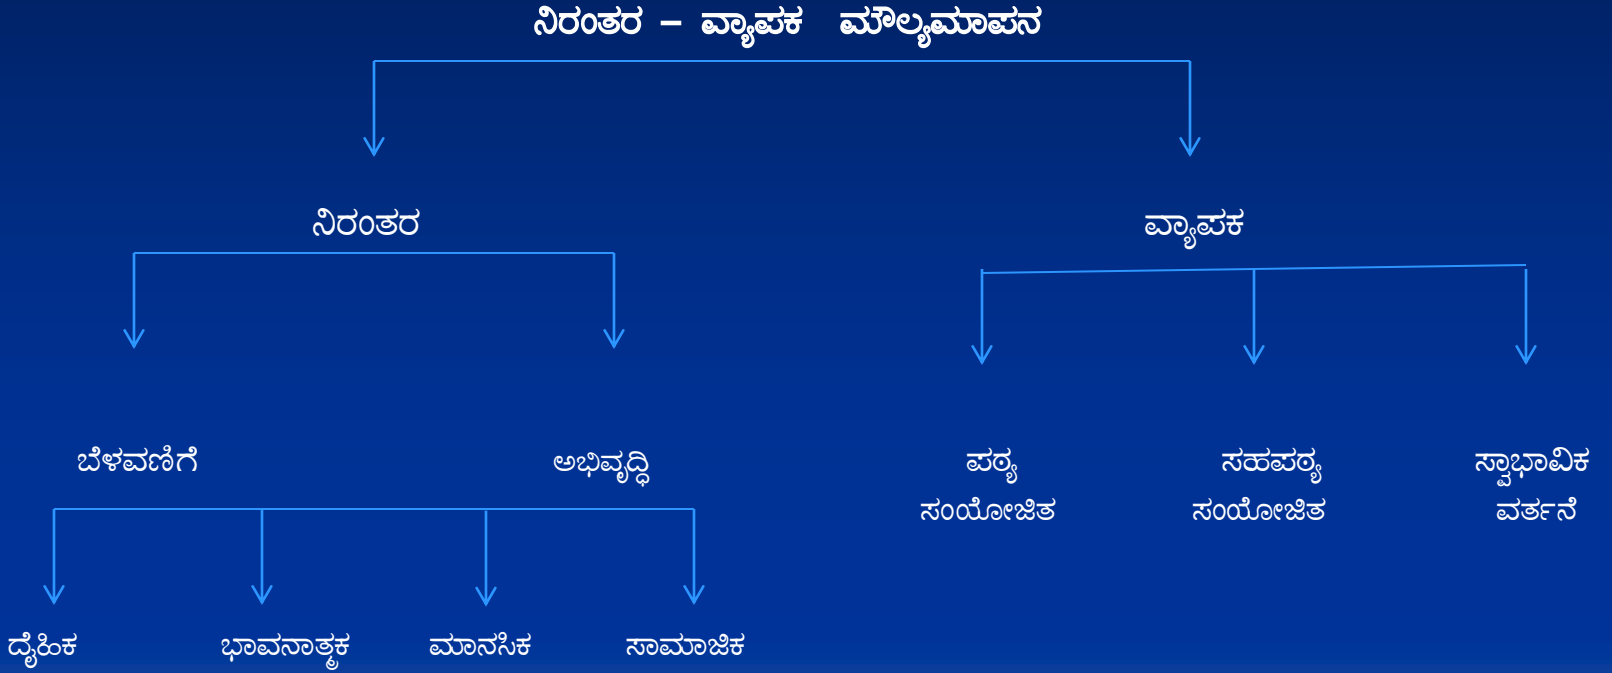 ನಿರಂತರ – ವ್ಯಾಪಕ ಮೌಲ್ಯಮಾಪನ
ನಿರಂತರ
ವ್ಯಾಪಕ
ಬೆಳವಣಿಗೆ
ಅಭಿವೃದ್ಧಿ
ಪಠ್ಯ
ಸಂಯೋಜಿತ
ಸಹಪಠ್ಯ
ಸಂಯೋಜಿತ
ಸ್ವಾಭಾವಿಕ
ವರ್ತನೆ
ದೈಹಿಕ
ಭಾವನಾತ್ಮಕ
ಮಾನಸಿಕ
ಸಾಮಾಜಿಕ